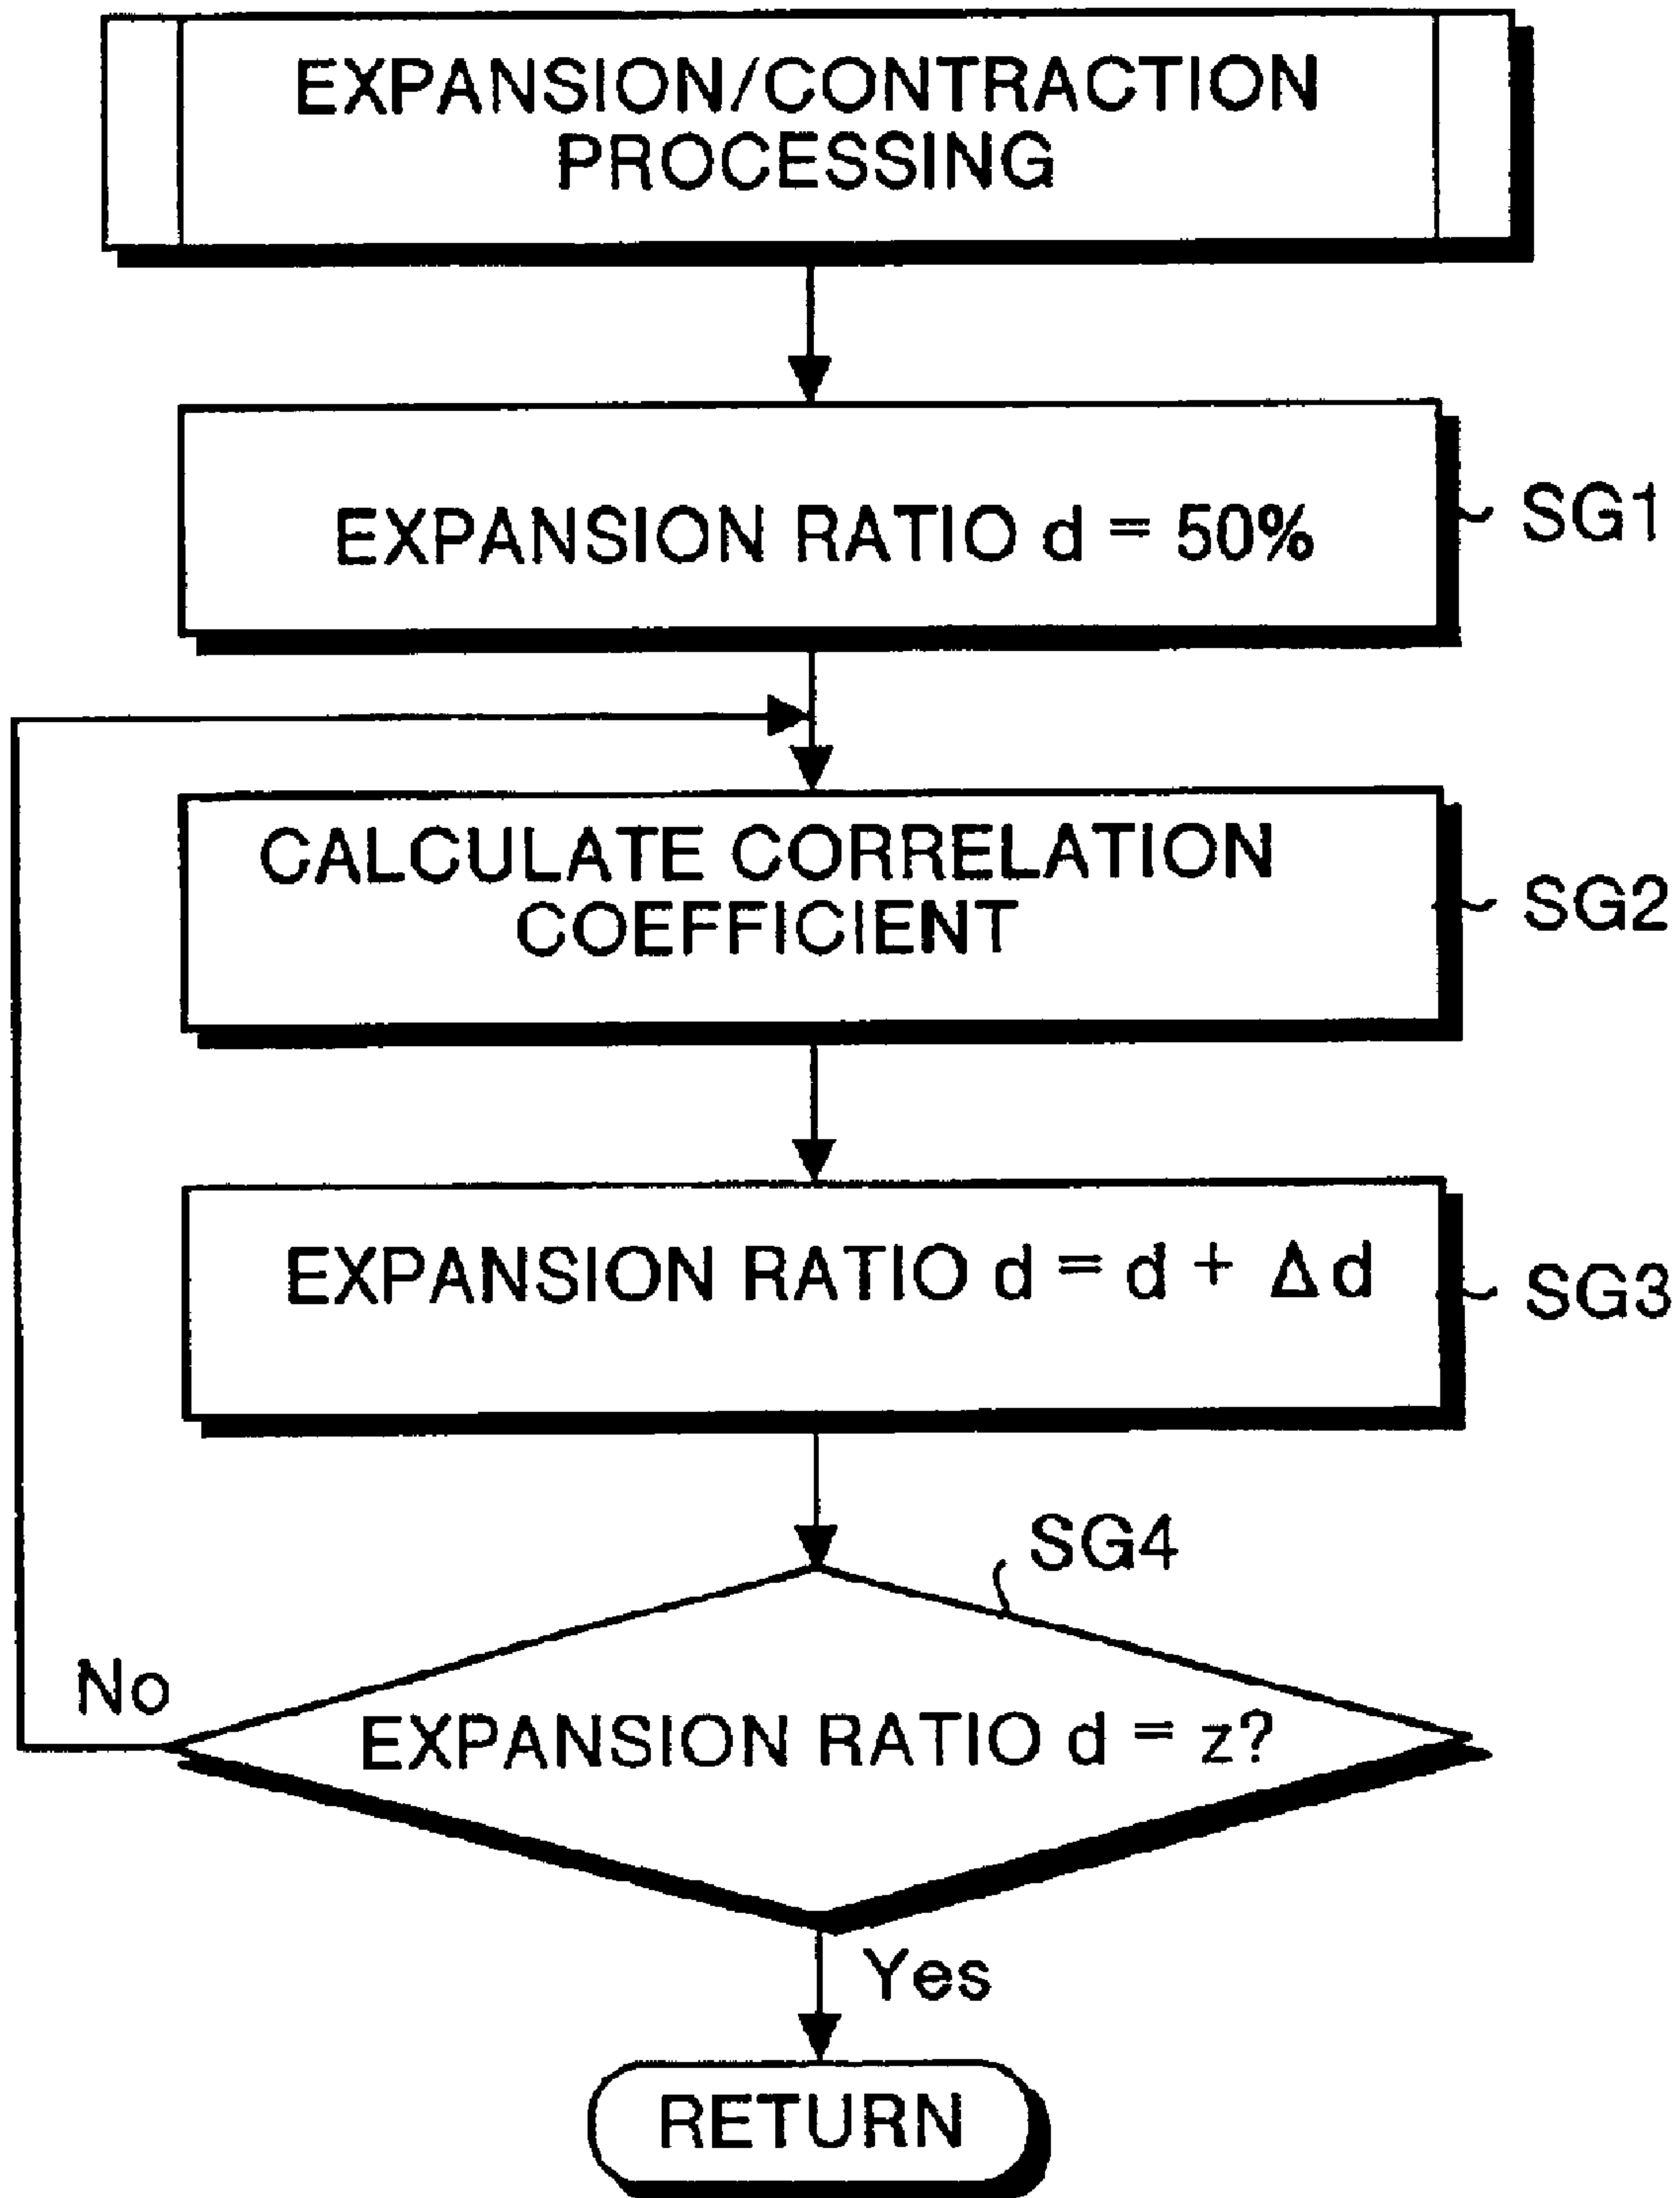 EXPANSION/CONTRACTION
PROCESSING
EXPANSION RATIO d = 50%
SG1
CALCULATE CORRELATION
COEFFICIENT
SG2
EXPANSION RATIO d = d + Δd
SG3
SG4
No
EXPANSION RATIO d = z?
Yes
RETURN